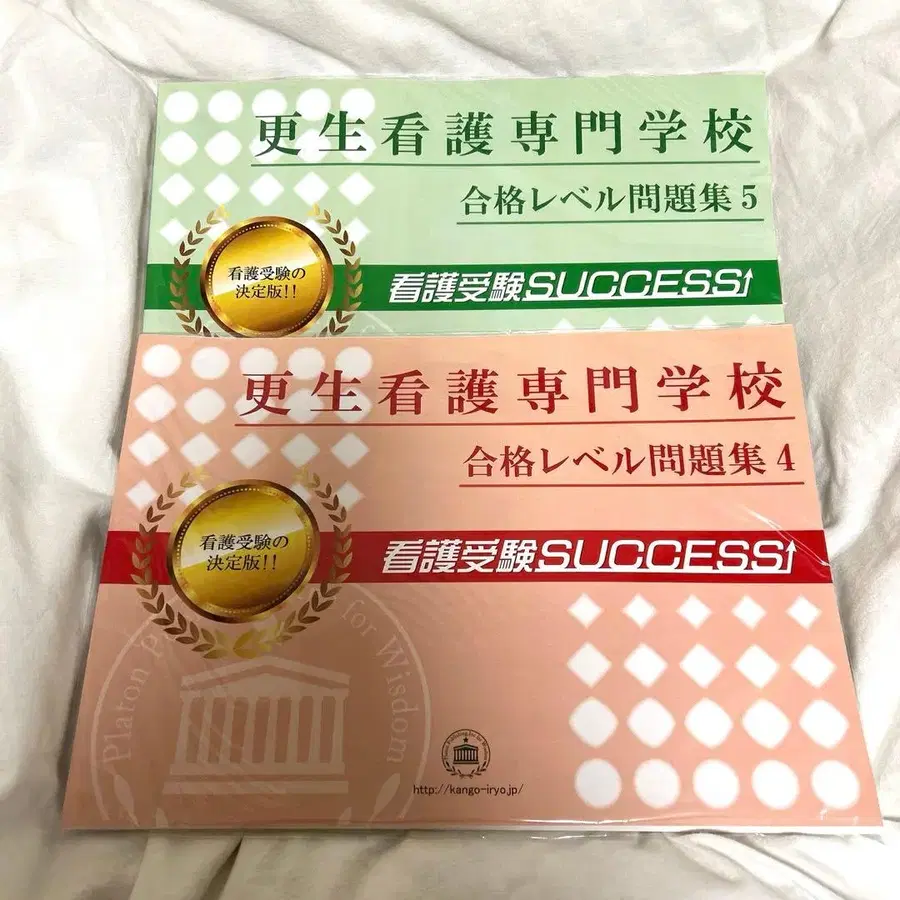 更生看護専門学校
合格レベル問題集5
看護受験の
決定版!!
看護受験SUCCESS↑
更生看護専門学校
合格レベル問題集4
看護受験の
決定版!!
看護受験SUCCESS↑
Platon P
for Wisdom
http://kango-iryo.jp/